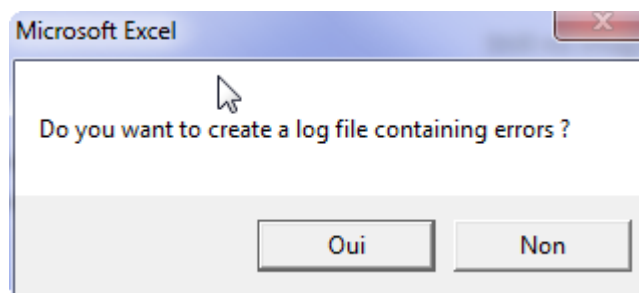 Microsoft Excel
Do you want to create a log file containing errors ?
Oui
Non